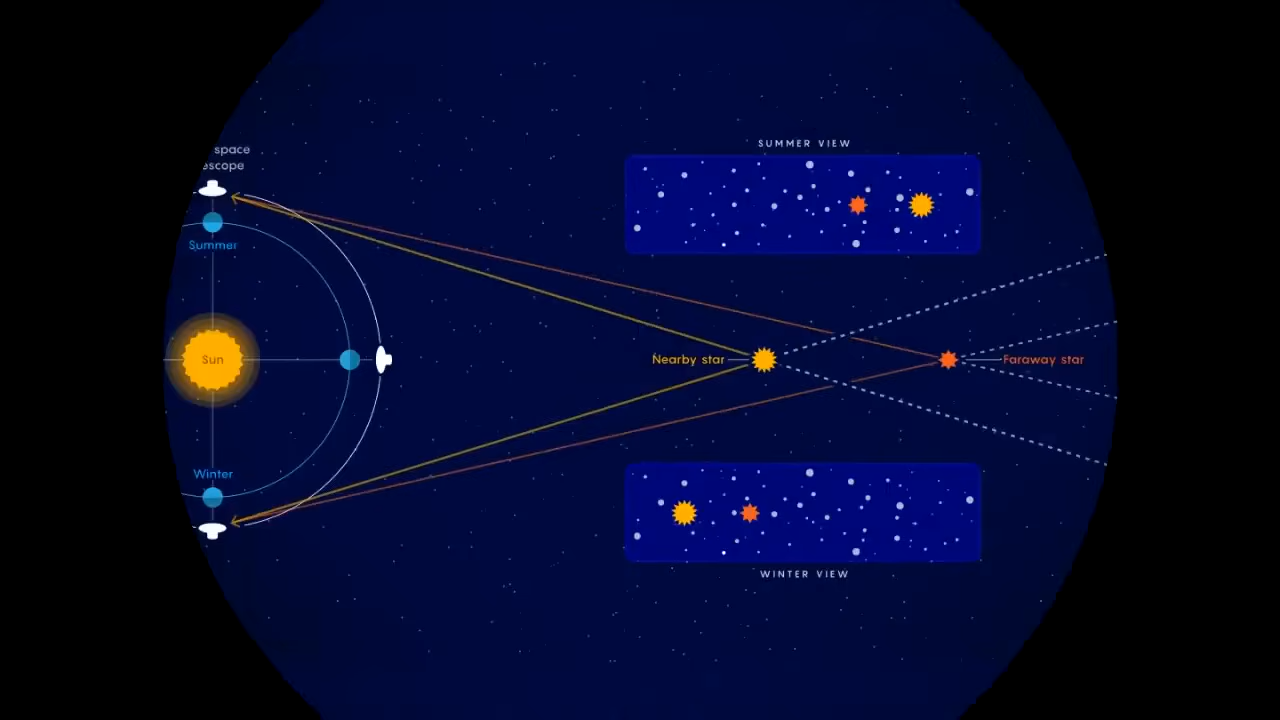 space
escope
SUMMER VIEW
Summer
Sun
Nearby star
Faraway star
Winter
WINTER VIEW